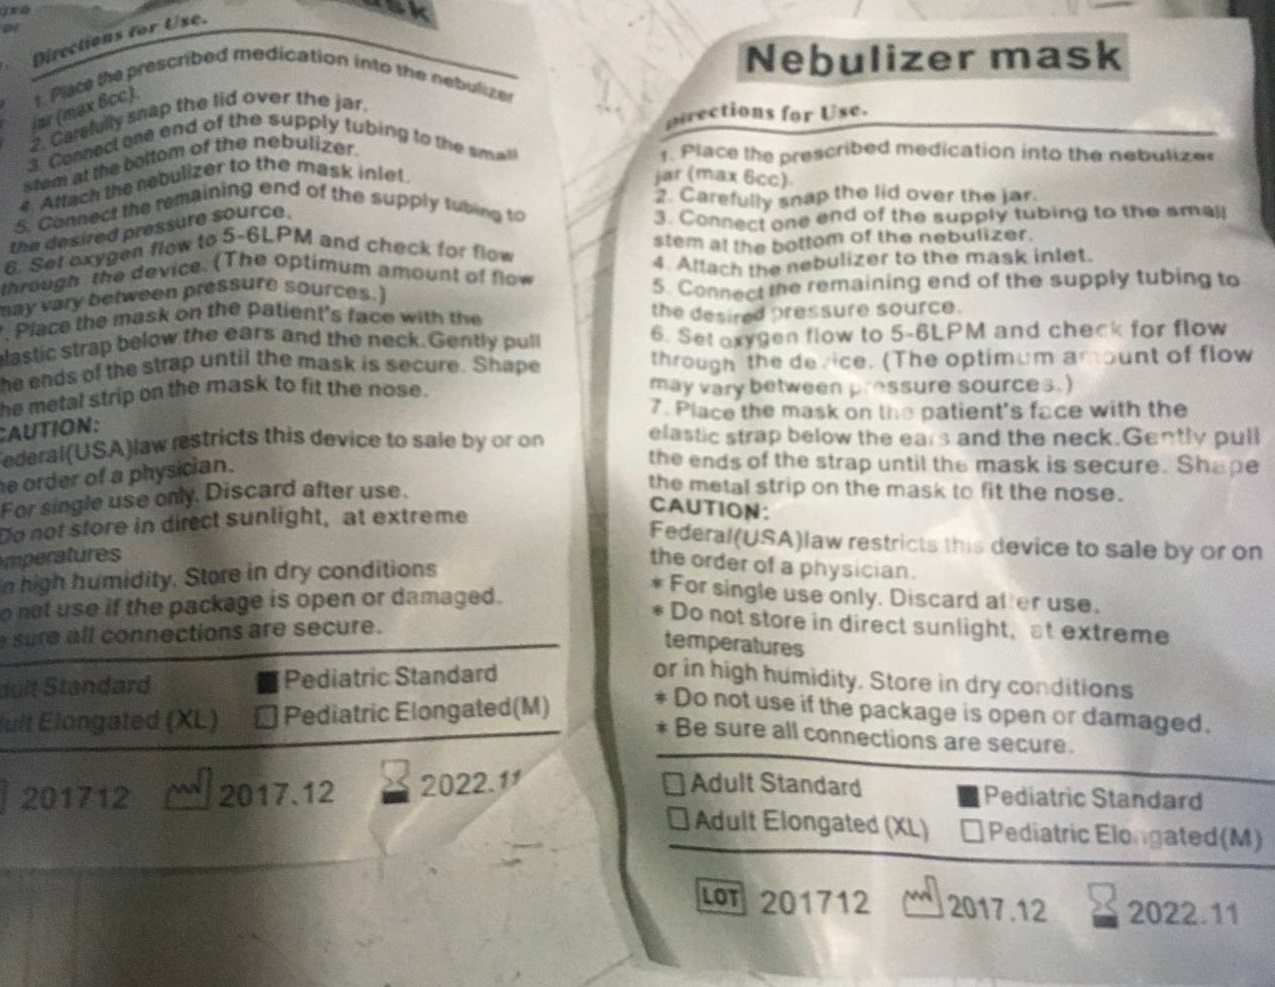 Directions for Use.
1. Place the prescribed medication into the nebulizer
jar (max 6cc).
2. Carefully snap the lid over the jar.
3. Connect one end of the supply tubing to the small
stem at the bottom of the nebulizer.
4. Attach the nebulizer to the mask inlet.
5. Connect the remaining end of the supply tubing to
the desired pressure source.
6. Set oxygen flow to 5-6LPM and check for flow
through the device. (The optimum amount of flow
may vary between pressure sources.)
. Place the mask on the patient's face with the
elastic strap below the ears and the neck.Gently pull
the ends of the strap until the mask is secure. Shape
the metal strip on the mask to fit the nose.
CAUTION:
Federal(USA)law restricts this device to sale by or on
the order of a physician.
For single use only. Discard after use.
Do not store in direct sunlight, at extreme
temperatures
in high humidity. Store in dry conditions
Do not use if the package is open or damaged.
sure all connections are secure.
Adult Standard Pediatric Standard
Adult Elongated (XL) Pediatric Elongated(M)
201712 2017.12 2022.11
Nebulizer mask
Directions for Use.
1. Place the prescribed medication into the nebulizer
jar (max 6cc).
2. Carefully snap the lid over the jar.
3. Connect one end of the supply tubing to the small
stem at the bottom of the nebulizer.
4. Attach the nebulizer to the mask inlet.
5. Connect the remaining end of the supply tubing to
the desired pressure source.
6. Set oxygen flow to 5-6LPM and check for flow
through the device. (The optimum amount of flow
may vary between pressure sources.)
7. Place the mask on the patient's face with the
elastic strap below the ears and the neck.Gently pull
the ends of the strap until the mask is secure. Shape
the metal strip on the mask to fit the nose.
CAUTION:
Federal(USA)law restricts this device to sale by or on
the order of a physician.
* For single use only. Discard after use.
* Do not store in direct sunlight, at extreme
temperatures
or in high humidity. Store in dry conditions
* Do not use if the package is open or damaged.
* Be sure all connections are secure.
Adult Standard Pediatric Standard
Adult Elongated (XL) Pediatric Elongated(M)
LOT 201712 2017.12 2022.11